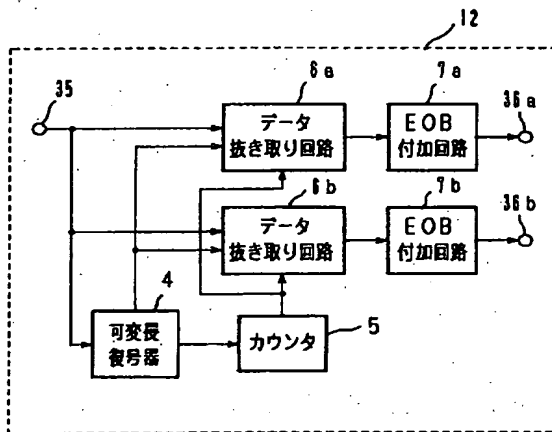 12
35
6a
7a
36a
データ
抜き取り回路
EOB
付加回路
6b
7b
36b
データ
抜き取り回路
EOB
付加回路
4
可変長
復号器
カウンタ
5